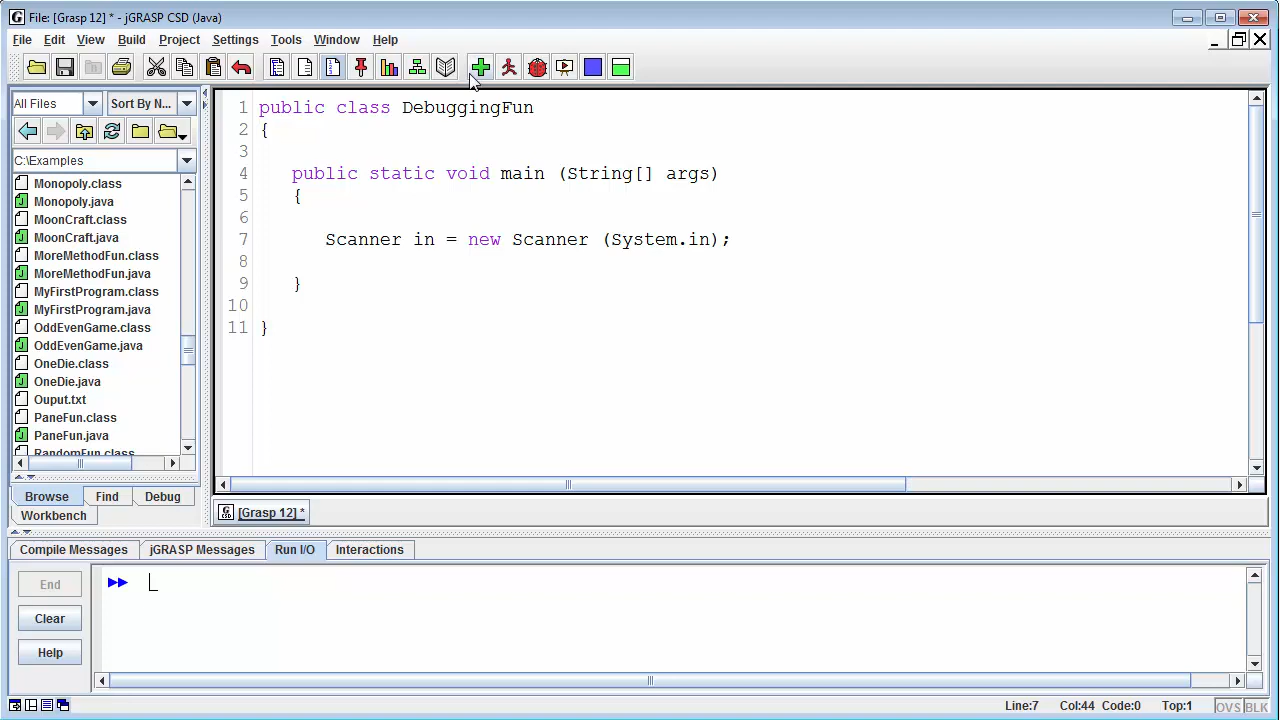 File: [Grasp 12] * - jGRASP CSD (Java)
File Edit View Build Project Settings Tools Window Help
All Files Sort By N...
C:\Examples
Monopoly.class
Monopoly.java
MoonCraft.class
MoonCraft.java
MoreMethodFun.class
MoreMethodFun.java
MyFirstProgram.class
MyFirstProgram.java
OddEvenGame.class
OddEvenGame.java
OneDie.class
OneDie.java
Ouput.txt
PaneFun.class
PaneFun.java
RandomFun.class
Browse Find Debug
Workbench
1 public class DebuggingFun
2 {
3
4 public static void main (String[] args)
5 {
6
7 Scanner in = new Scanner (System.in);
8
9 }
10
11 }
[Grasp 12] *
Compile Messages jGRASP Messages Run I/O Interactions
End
Clear
Help
Line:7 Col:44 Code:0 Top:1 OVS BLK